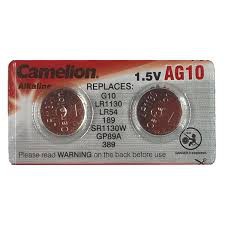 Camelion
Alkaline
1.5V AG10
REPLACES:
G10
LR1130
LR54
189
SR1130W
GP89A
389
Please read warning on the back before use